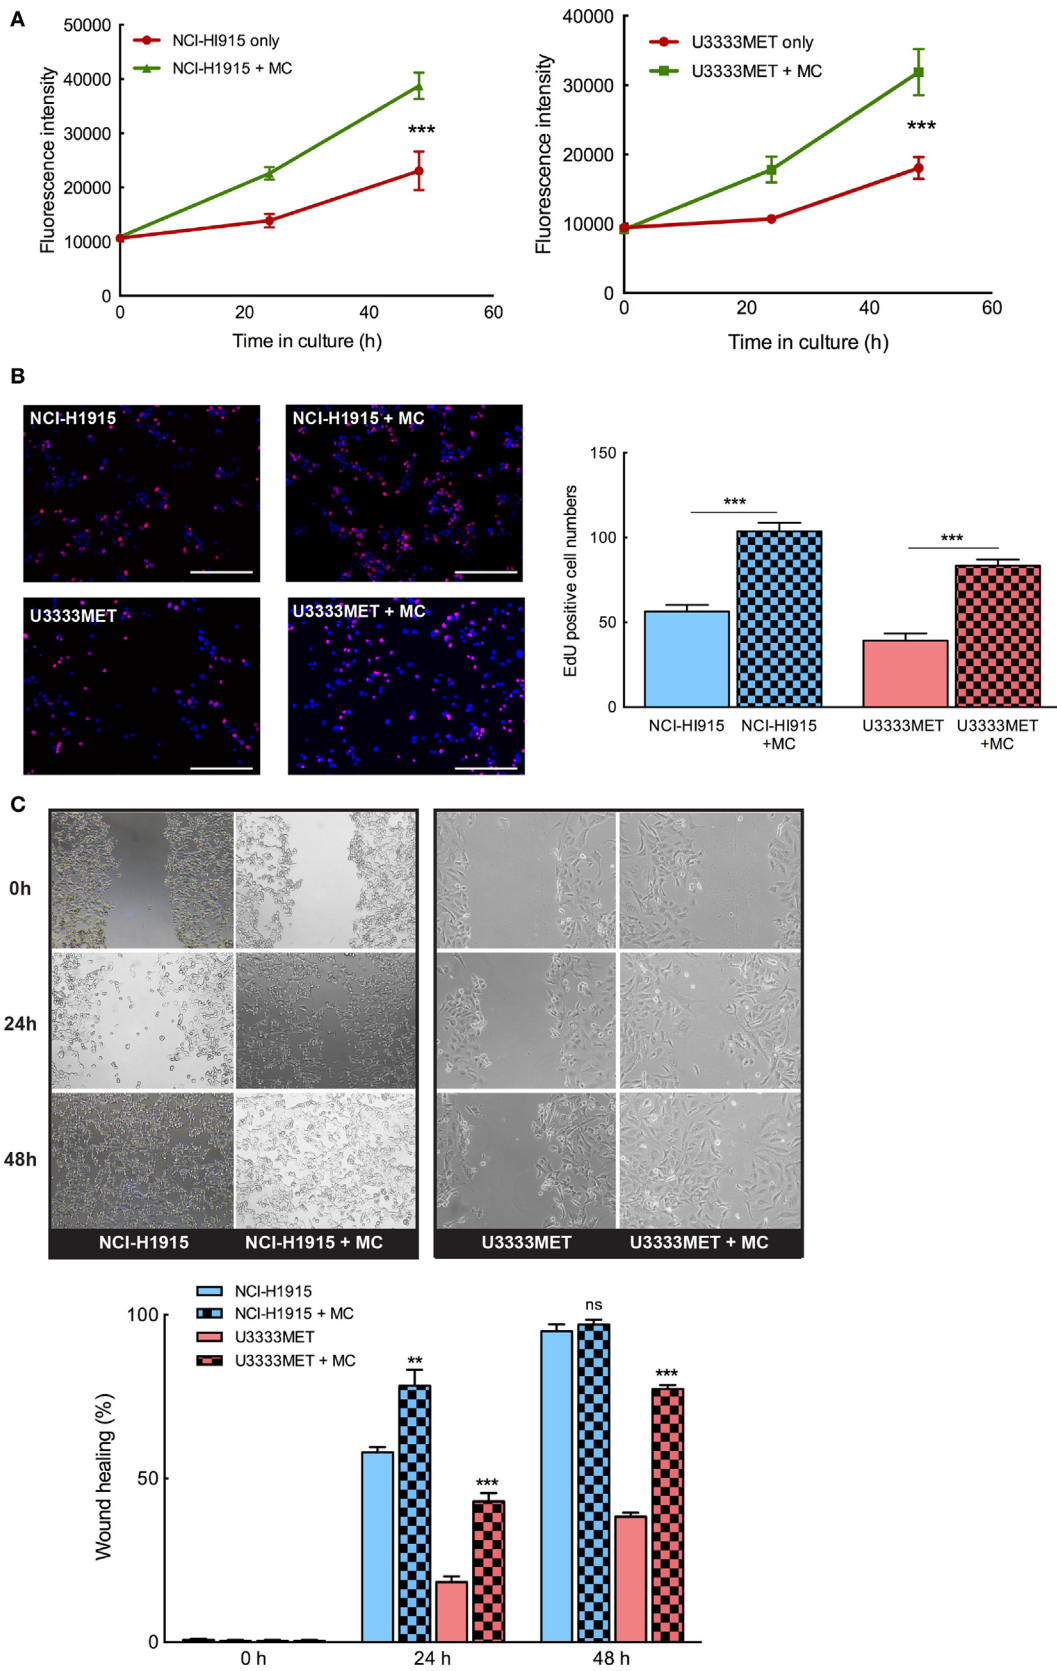 A
50000
40000
30000
20000
10000
0
Fluorescence intensity
NCI-HI915 only
NCI-H1915 + MC
***
0
20
40
60
Time in culture (h)
40000
30000
20000
10000
0
Fluorescence intensity
U3333MET only
U3333MET + MC
***
0
20
40
60
Time in culture (h)
B
NCI-H1915
NCI-H1915 + MC
U3333MET
U3333MET + MC
150
100
50
0
EdU positive cell numbers
***
***
NCI-HI915
NCI-HI915
+MC
U3333MET
U3333MET
+MC
C
0h
24h
48h
NCI-H1915
NCI-H1915 + MC
U3333MET
U3333MET + MC
NCI-H1915
NCI-H1915 + MC
U3333MET
U3333MET + MC
100
50
0
Wound healing (%)
**
***
ns
***
0 h
24 h
48 h